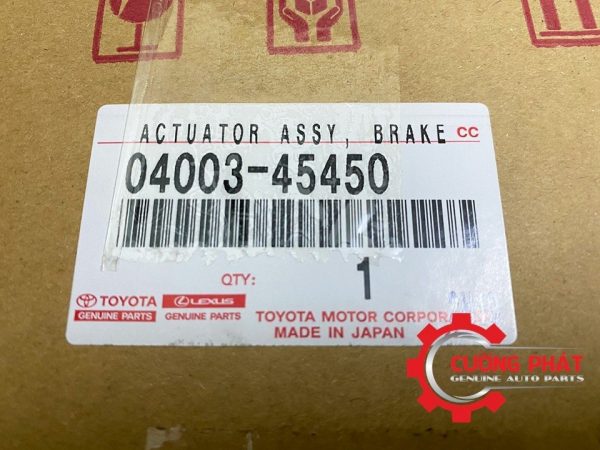 ACTUATOR ASSY, BRAKE CC
04003-45450
QTY: 1
TOYOTA
GENUINE PARTS
LEXUS
GENUINE PARTS
TOYOTA MOTOR
MADE IN JAPAN
CƯỜNG PHÁT
GENUINE AUTO PARTS